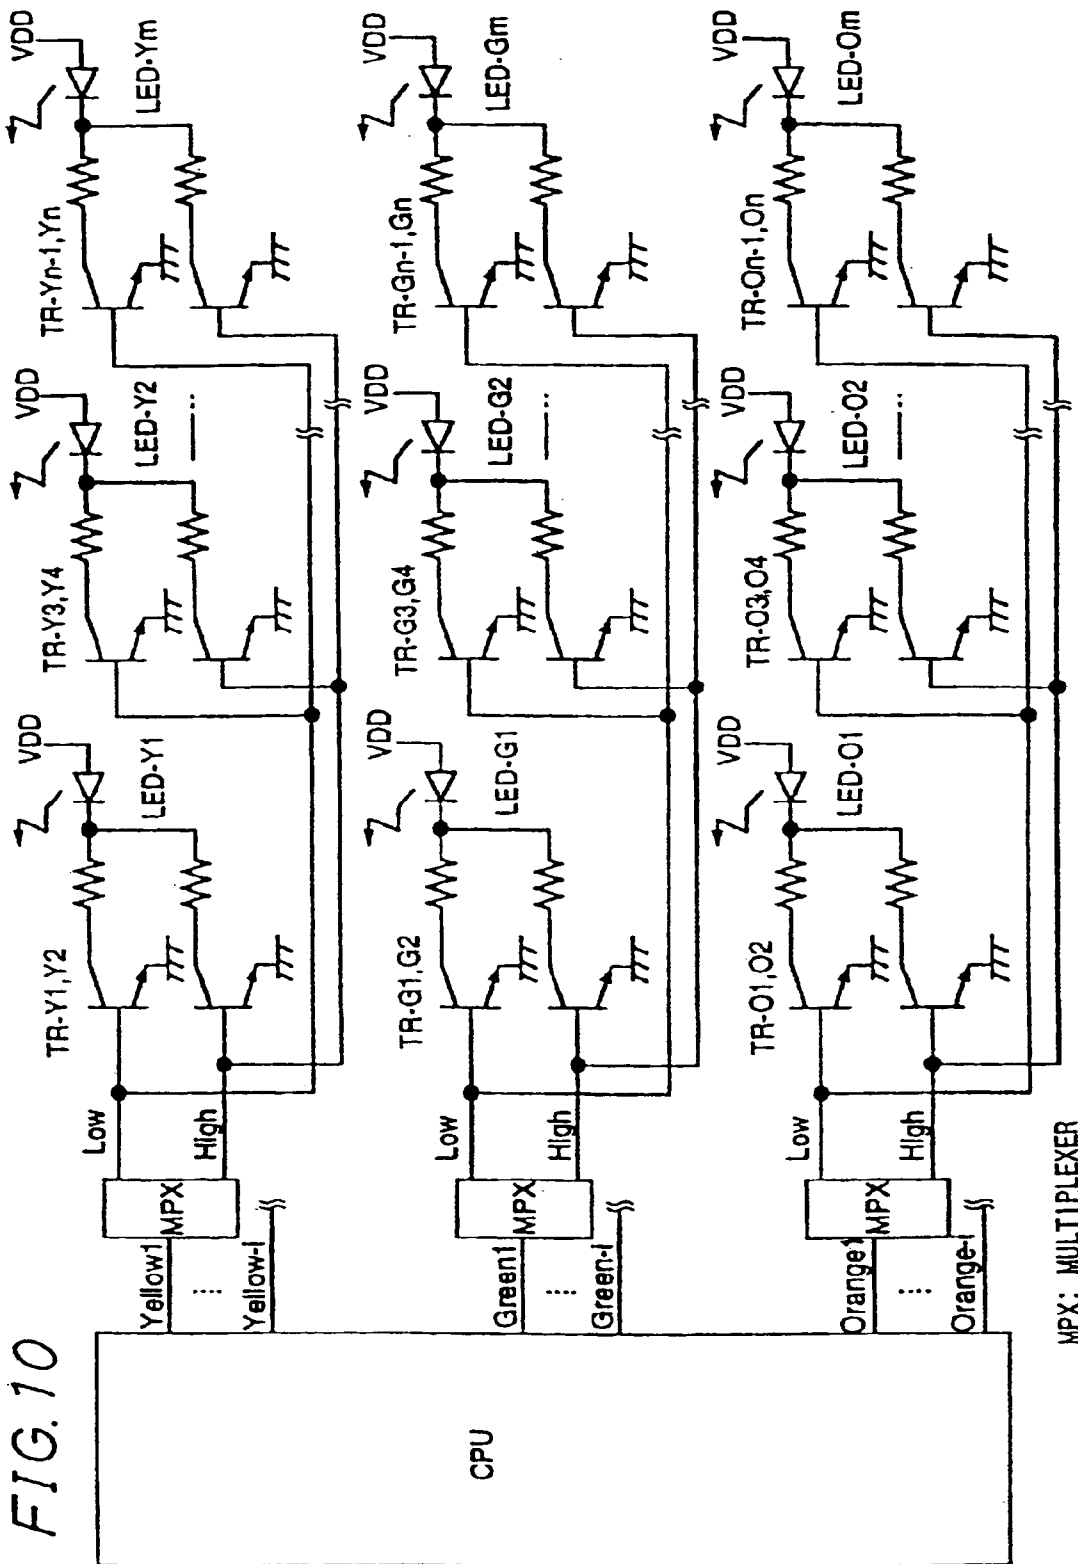 FIG. 10
CPU
Yellow1
....
Yellow-i
MPX
Low
High
TR-Y1,Y2
VDD
LED-Y1
TR-Y3,Y4
VDD
LED-Y2
....
TR-Yn-1,Yn
VDD
LED-Ym
Green1
....
Green-i
MPX
Low
High
TR-G1,G2
VDD
LED-G1
TR-G3,G4
VDD
LED-G2
TR-Gn-1,Gn
VDD
LED-Gm
Orange1
....
Orange-i
MPX
Low
High
TR-O1,O2
VDD
LED-O1
TR-O3,O4
VDD
LED-O2
TR-On-1,On
VDD
LED-Om
MPX: MULTIPLEXER